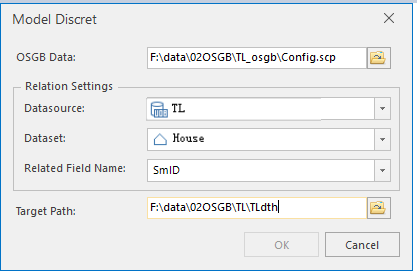 Model Discret
OSGB Data: F:\data\02OSGB\TL_osgb\Config.scp
Relation Settings
Datasource: TL
Dataset: House
Related Field Name: SmID
Target Path: F:\data\02OSGB\TL\TLdth
OK Cancel